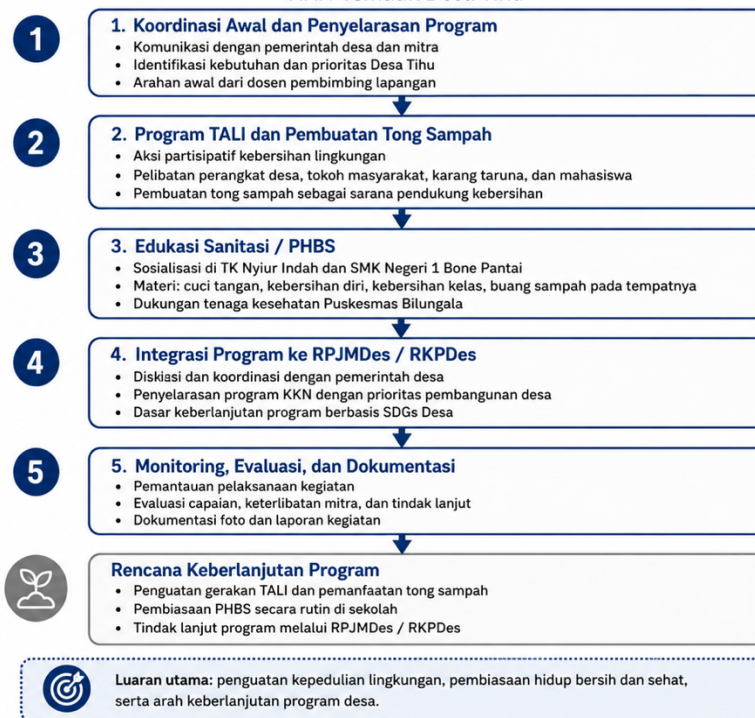 1
1. Koordinasi Awal dan Penyelarasan Program
• Komunikasi dengan pemerintah desa dan mitra
• Identifikasi kebutuhan dan prioritas Desa Tihu
• Arahan awal dari dosen pembimbing lapangan
2
2. Program TALI dan Pembuatan Tong Sampah
• Aksi partisipatif kebersihan lingkungan
• Pelibatan perangkat desa, tokoh masyarakat, karang taruna, dan mahasiswa
• Pembuatan tong sampah sebagai sarana pendukung kebersihan
3
3. Edukasi Sanitasi / PHBS
• Sosialisasi di TK Nyiur Indah dan SMK Negeri 1 Bone Pantai
• Materi: cuci tangan, kebersihan diri, kebersihan kelas, buang sampah pada tempatnya
• Dukungan tenaga kesehatan Puskesmas Bilungala
4
4. Integrasi Program ke RPJMDes / RKPDes
• Diskiasi dan koordinasi dengan pemerintah desa
• Penyelarasan program KKN dengan prioritas pembangunan desa
• Dasar keberlanjutan program berbasis SDGs Desa
5
5. Monitoring, Evaluasi, dan Dokumentasi
• Pemantauan pelaksanaan kegiatan
• Evaluasi capaian, keterlibatan mitra, dan tindak lanjut
• Dokumentasi foto dan laporan kegiatan
Rencana Keberlanjutan Program
• Penguatan gerakan TALI dan pemanfaatan tong sampah
• Pembiasaan PHBS secara rutin di sekolah
• Tindak lanjut program melalui RPJMDes / RKPDes
Luaran utama: penguatan kepedulian lingkungan, pembiasaan hidup bersih dan sehat,
serta arah keberlanjutan program desa.